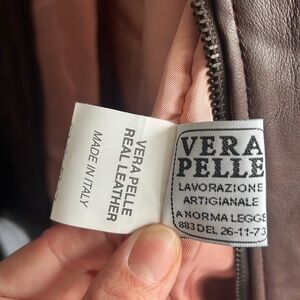 VERA PELLE
REAL LEATHER
MADE IN ITALY
VERA
PELLE
LAVORAZIONE
ARTIGIANALE
A NORMA LEGGE
883 DEL 26-11-73